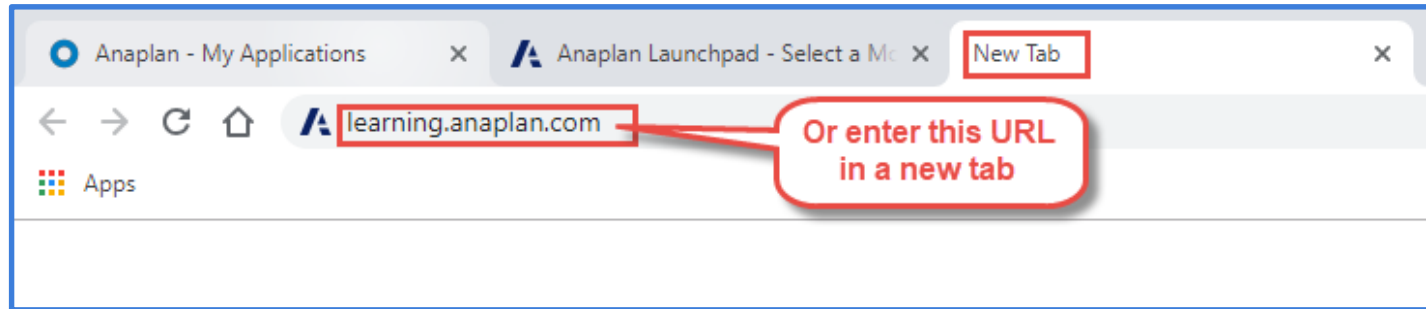 Anaplan - My Applications
Anaplan Launchpad - Select a Mo
New Tab
learning.anaplan.com
Or enter this URL
in a new tab
Apps